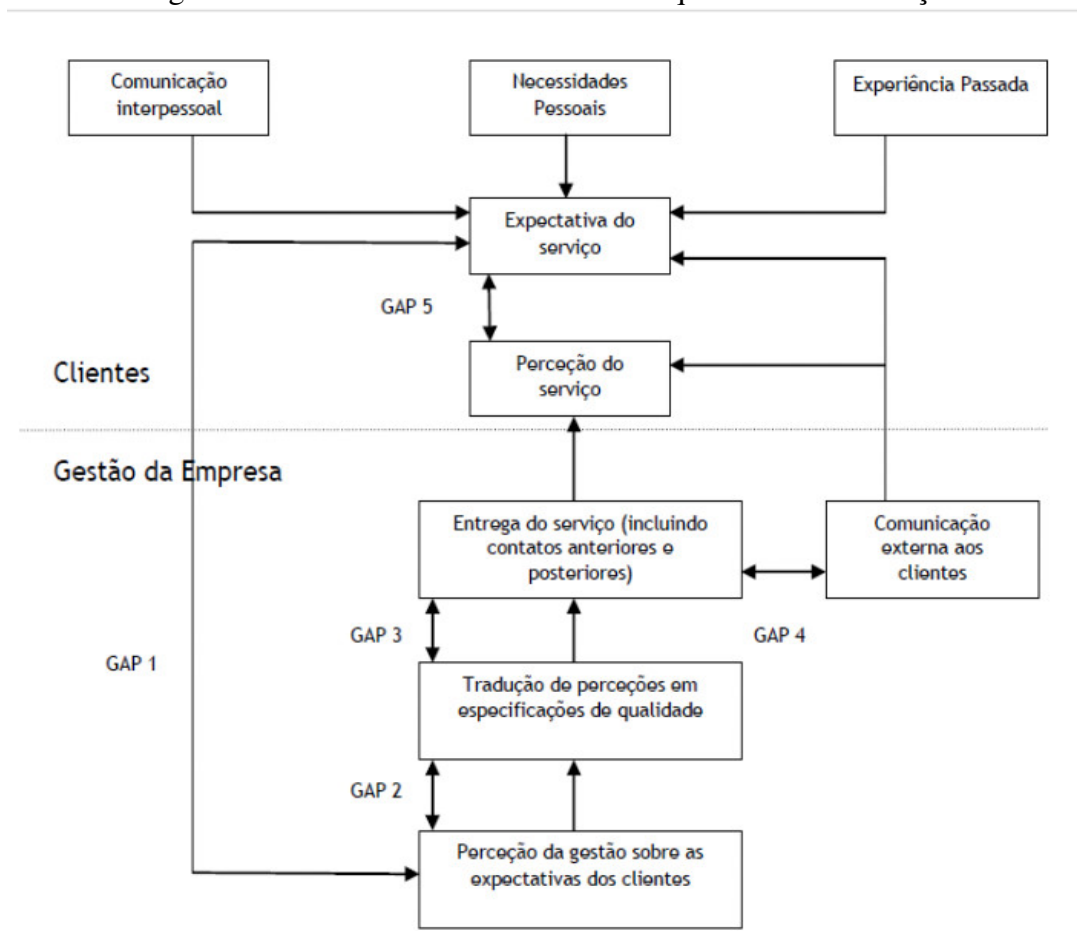 Comunicação
interpessoal
Necessidades
Pessoais
Experiência Passada
Expectativa do
serviço
GAP 5
Perceção do
serviço
Clientes
Gestão da Empresa
Entrega do serviço (incluindo
contatos anteriores e
posteriores)
Comunicação
externa aos
clientes
GAP 3
GAP 4
GAP 1
Tradução de perceções em
especificações de qualidade
GAP 2
Perceção da gestão sobre as
expectativas dos clientes